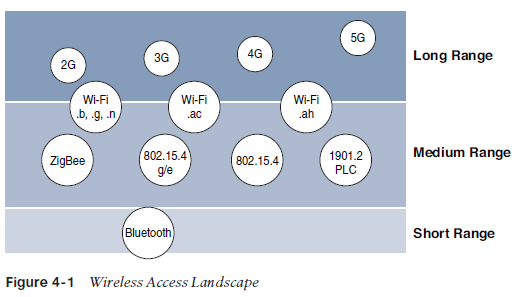 2G
3G
4G
5G
Long Range
Wi-Fi
.b, .g, .n
Wi-Fi
.ac
Wi-Fi
.ah
ZigBee
802.15.4
g/e
802.15.4
1901.2
PLC
Medium Range
Bluetooth
Short Range
Figure 4-1 Wireless Access Landscape